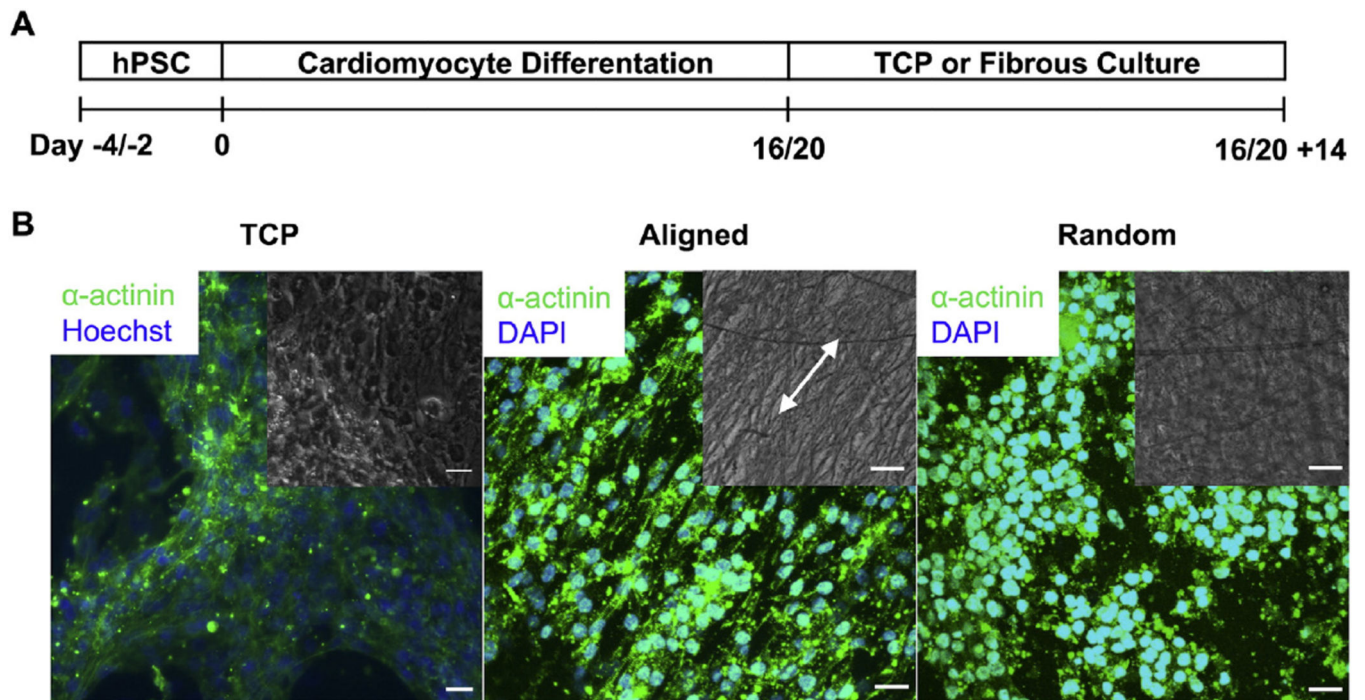 A
hPSC
Cardiomyocyte Differentation
TCP or Fibrous Culture
Day -4/-2
0
16/20
16/20 +14
B
TCP
Aligned
Random
α-actinin
Hoechst
α-actinin
DAPI
α-actinin
DAPI